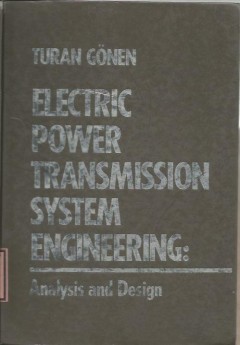 TURAN GÖNEN
ELECTRIC
POWER
TRANSMISSION
SYSTEM
ENGINEERING:
Analysis and Design